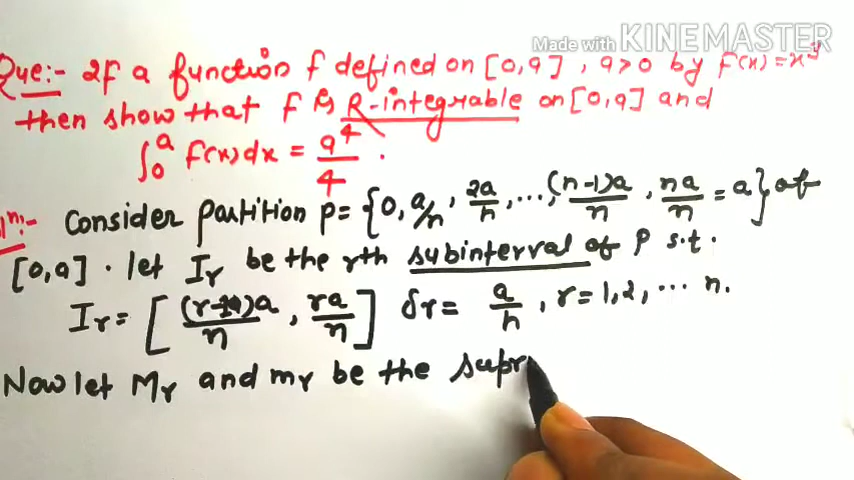 Made with KINEMASTER
Que:- If a function f defined on [0,a], a>0 by f(x)=x³
then show that f is R-integrable on [0,a] and
∫₀ᵃ f(x)dx = a⁴/4 .
1ⁿ:- Consider partition P= {0, a/n, 2a/n, ..., (n-1)a/n, na/n = a} of
[0,a]. let Iᵣ be the rth subinterval of P s.t.
Iᵣ= [(r-1)a/n, ra/n] δr= a/n, r=1,2, ... n.
Now let Mᵣ and mᵣ be the supr